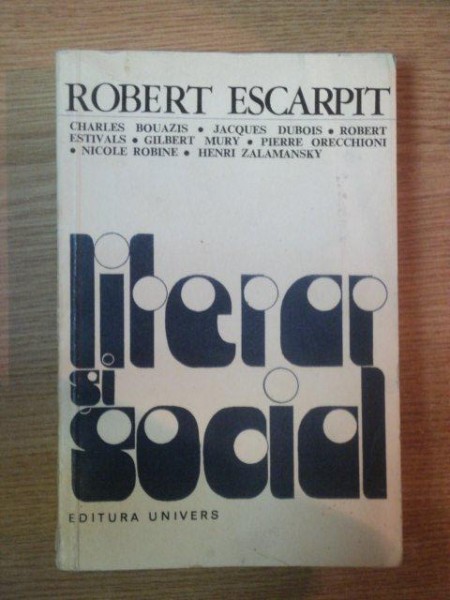 ROBERT ESCARPIT
CHARLES BOUAZIS • JACQUES DUBOIS • ROBERT
ESTIVALS • GILBERT MURY • PIERRE ORECCHIONI
• NICOLE ROBINE • HENRI ZALAMANSKY
literar
și
social
EDITURA UNIVERS